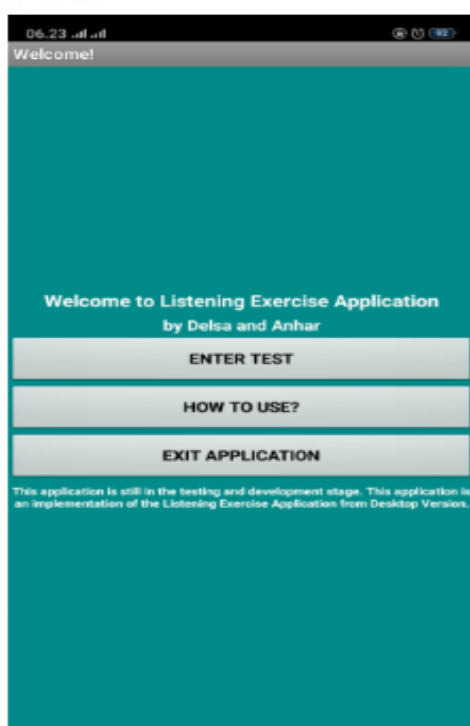 06.23
92
Welcome!
Welcome to Listening Exercise Application
by Delsa and Anhar
ENTER TEST
HOW TO USE?
EXIT APPLICATION
This application is still in the testing and development stage. This application is
an implementation of the Listening Exercise Application from Desktop Version.